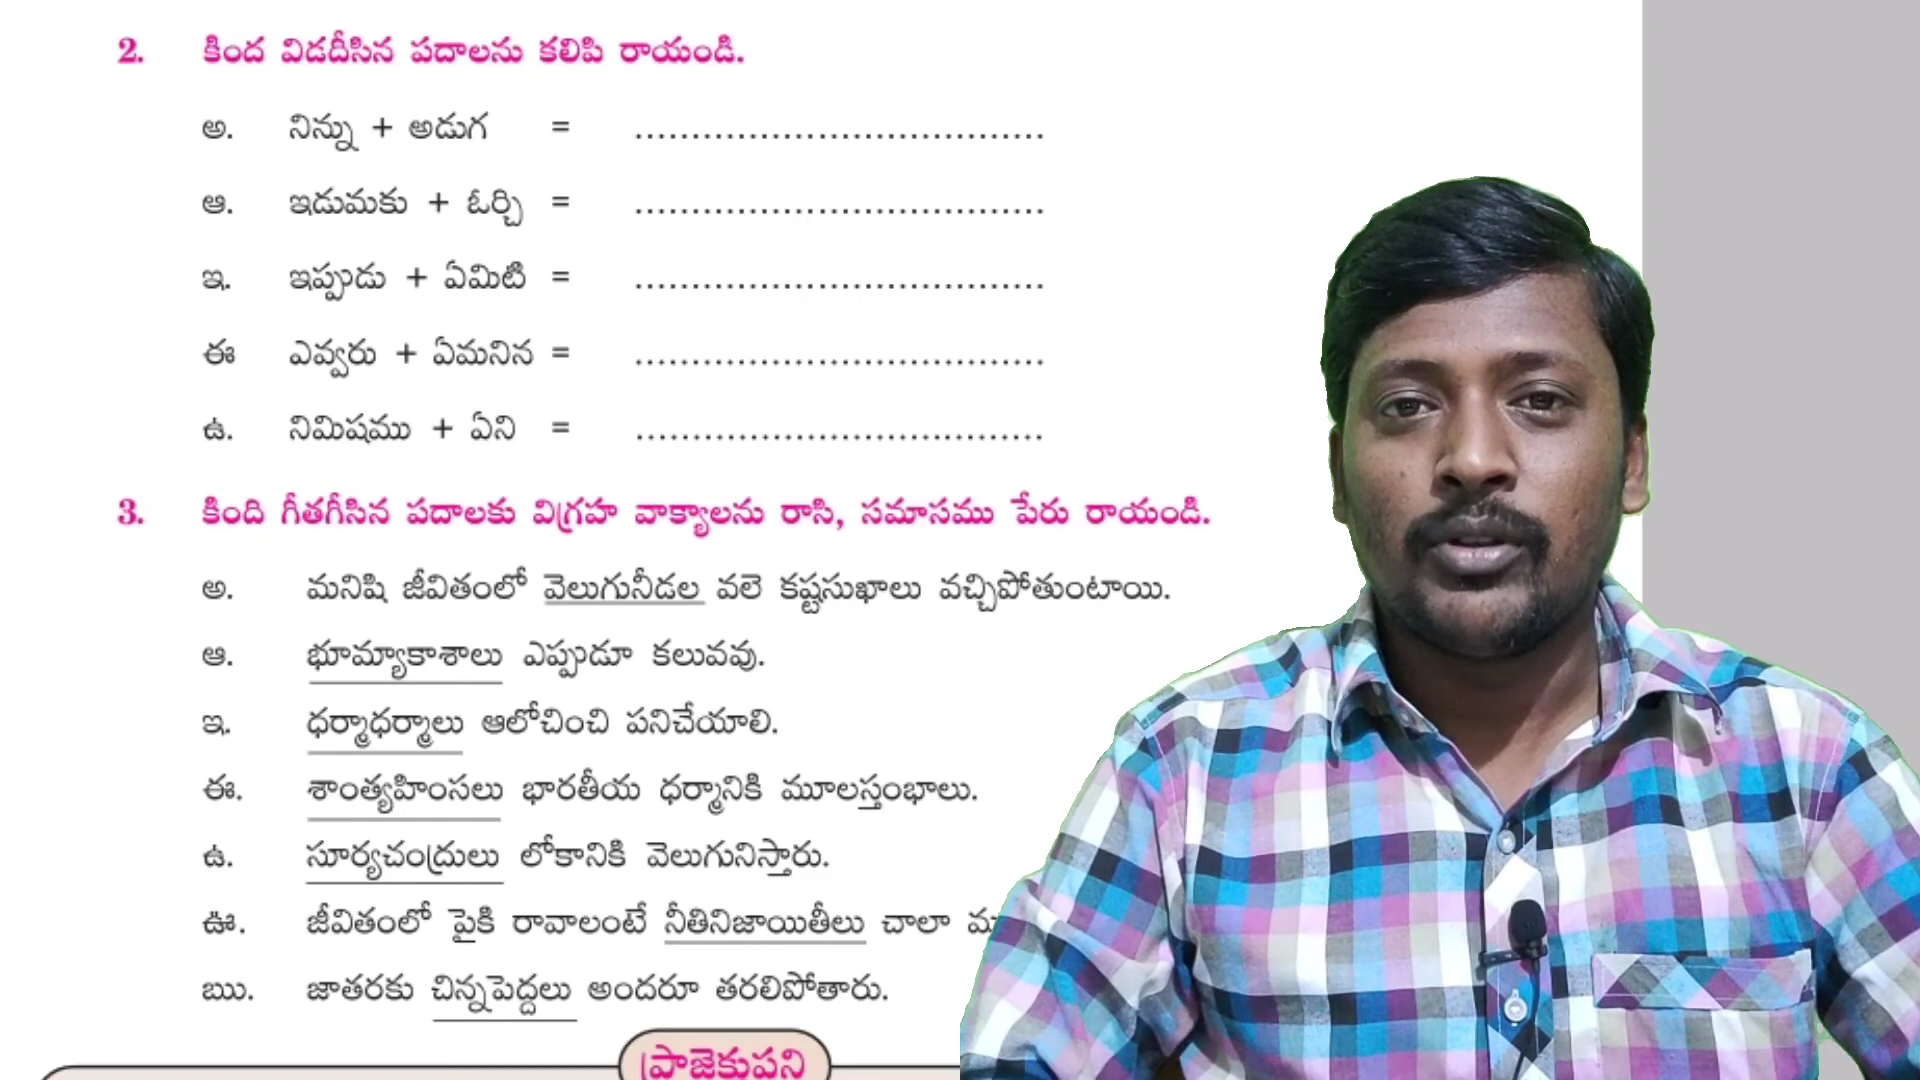 2. కింద విడదీసిన పదాలను కలిపి రాయండి.
అ. నిన్ను + అడుగ = ....................................
ఆ. ఇడుమకు + ఓర్చి = ....................................
ఇ. ఇప్పుడు + ఏమిటి = ....................................
ఈ ఎవ్వరు + ఏమనిన = ....................................
ఉ. నిమిషము + ఏని = ....................................
3. కింది గీతగీసిన పదాలకు విగ్రహ వాక్యాలను రాసి, సమాసము పేరు రాయండి.
అ. మనిషి జీవితంలో వెలుగునీడల వలె కష్టసుఖాలు వచ్చిపోతుంటాయి.
ఆ. భూమ్యాకాశాలు ఎప్పుడూ కలువవు.
ఇ. ధర్మాధర్మాలు ఆలోచించి పనిచేయాలి.
ఈ. శాంత్యహింసలు భారతీయ ధర్మానికి మూలస్తంభాలు.
ఉ. సూర్యచంద్రులు లోకానికి వెలుగునిస్తారు.
ఊ. జీవితంలో పైకి రావాలంటే నీతినిజాయితీలు చాలా
ఋ. జాతరకు చిన్నపెద్దలు అందరూ తరలిపోతారు.
ప్రాజెకుపని